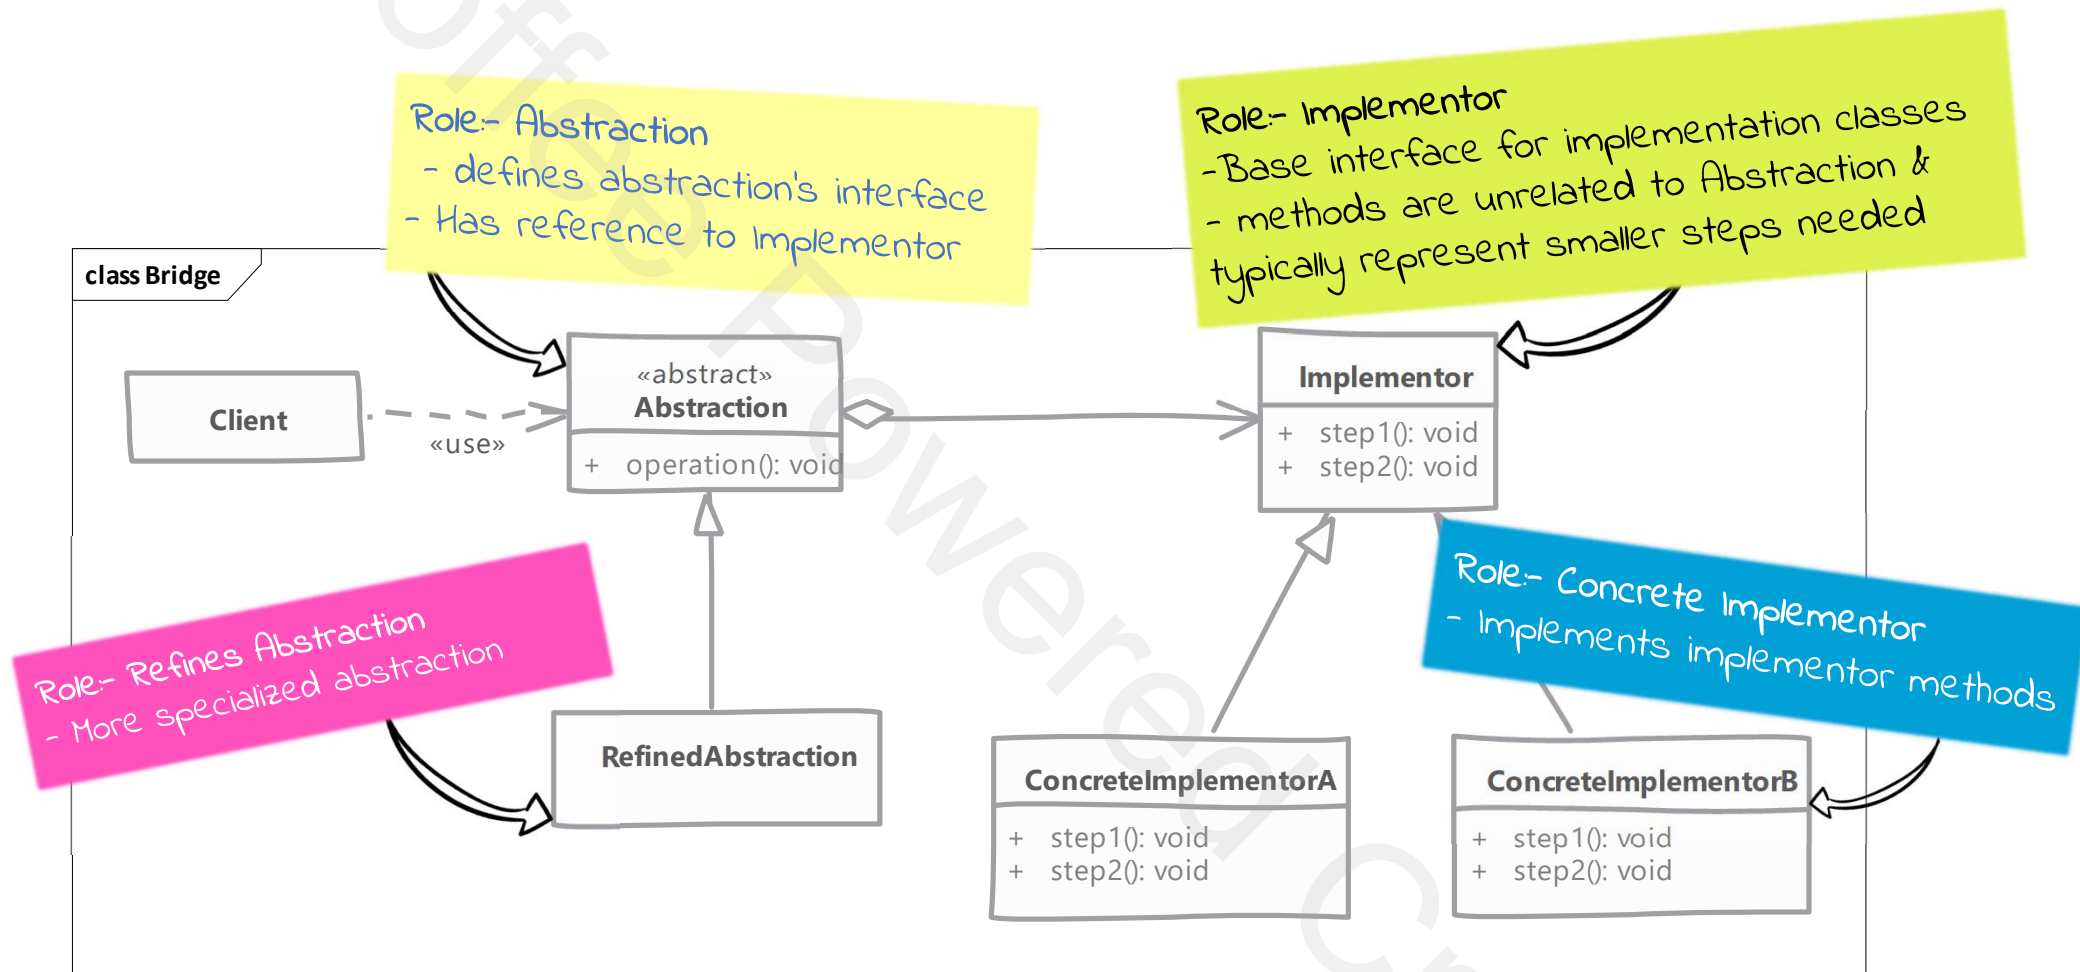 Role:- Abstraction
- defines abstraction's interface
- Has reference to Implementor
Role:- Implementor
-Base interface for implementation classes
- methods are unrelated to Abstraction &
typically represent smaller steps needed
class Bridge
Client
«use»
«abstract»
Abstraction
+ operation(): void
Implementor
+ step1(): void
+ step2(): void
Role:- Refines Abstraction
- More specialized abstraction
Role:- Concrete Implementor
- Implements implementor methods
RefinedAbstraction
ConcreteImplementorA
+ step1(): void
+ step2(): void
ConcreteImplementorB
+ step1(): void
+ step2(): void
offee Powered Cr